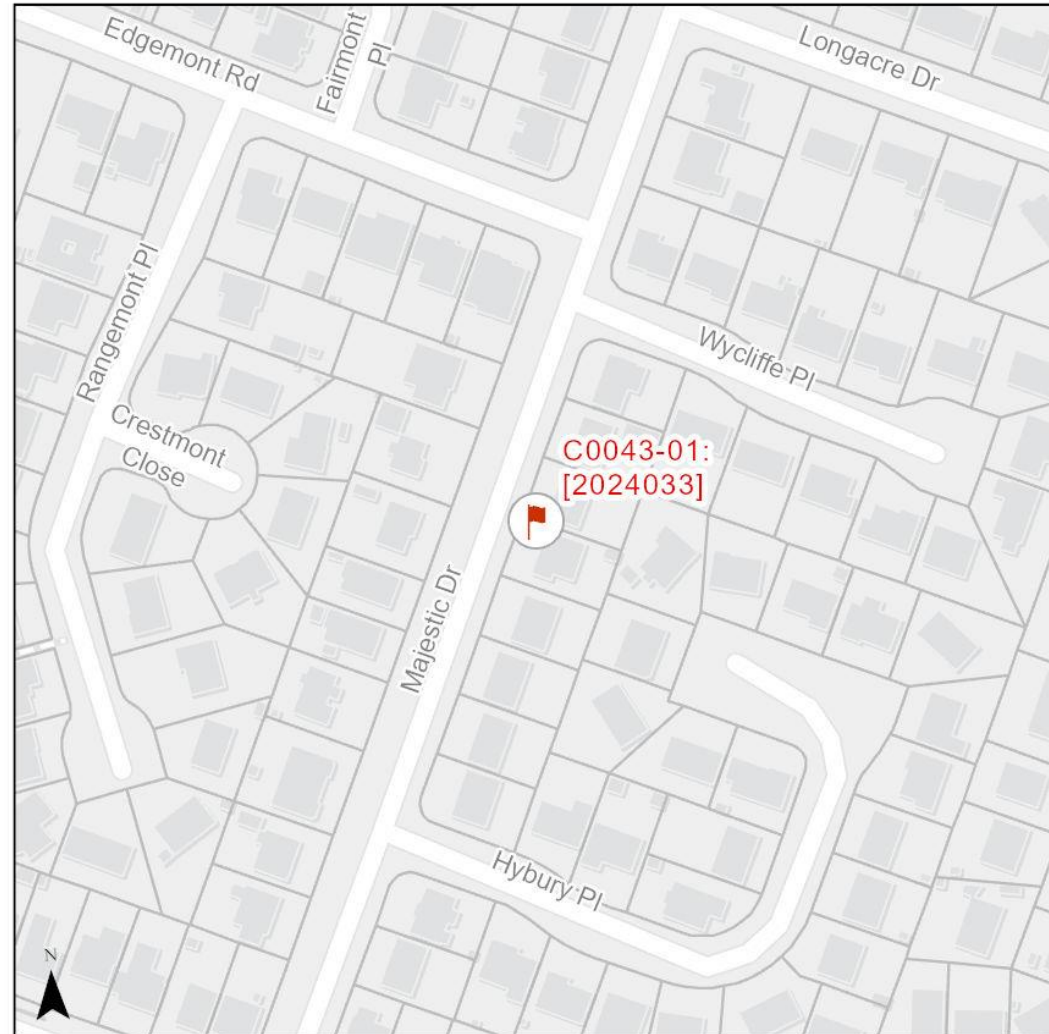 Edgemont Rd
Fairmont
Pl
Longacre Dr
Rangemont Pl
Wycliffe Pl
Crestmont
Close
C0043-01:
[2024033]
Majestic Dr
Hybury Pl
N